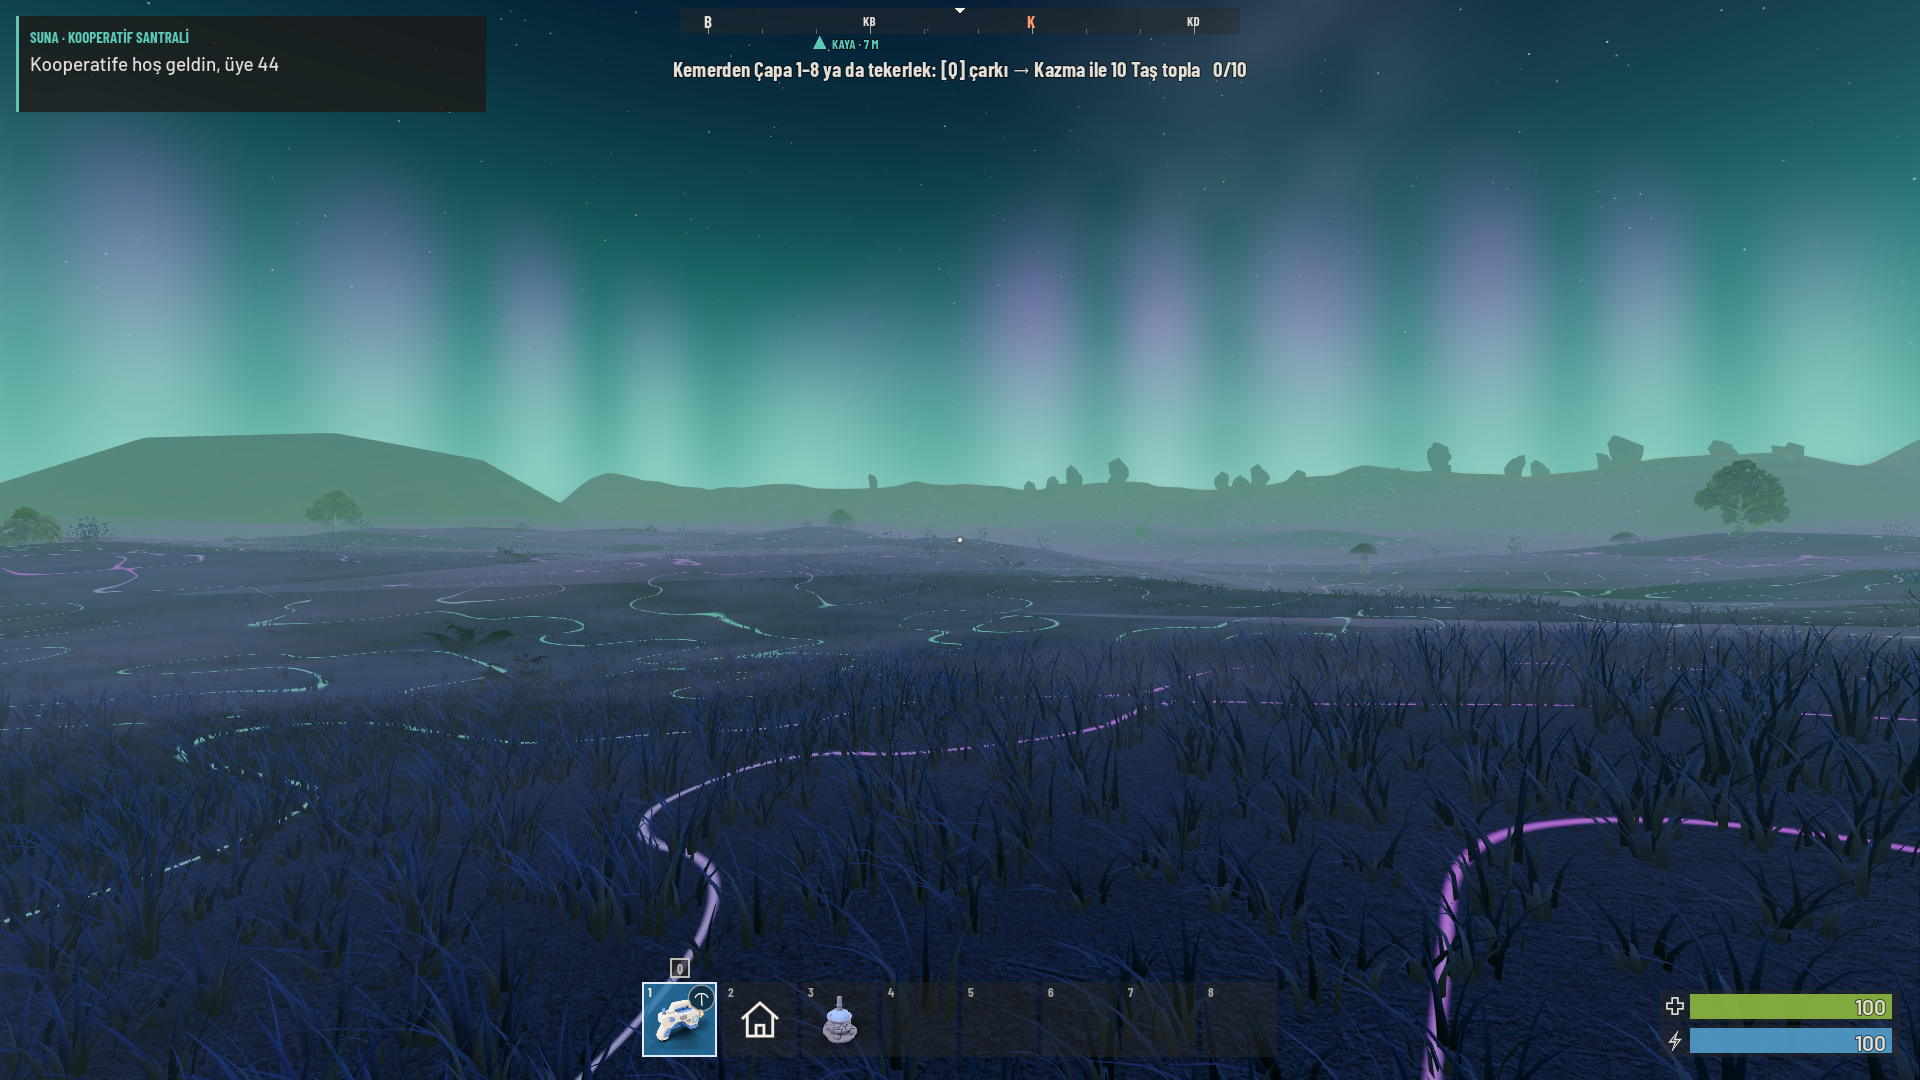 SUNA · KOOPERATİF SANTRALİ
Kooperatife hoş geldin, üye 44
B KB K KD
KAYA · 7 M
Kemerden Çapa 1–8 ya da tekerlek: [Q] çarkı → Kazma ile 10 Taş topla 0/10
Q
1 2 3 4 5 6 7 8
100
100